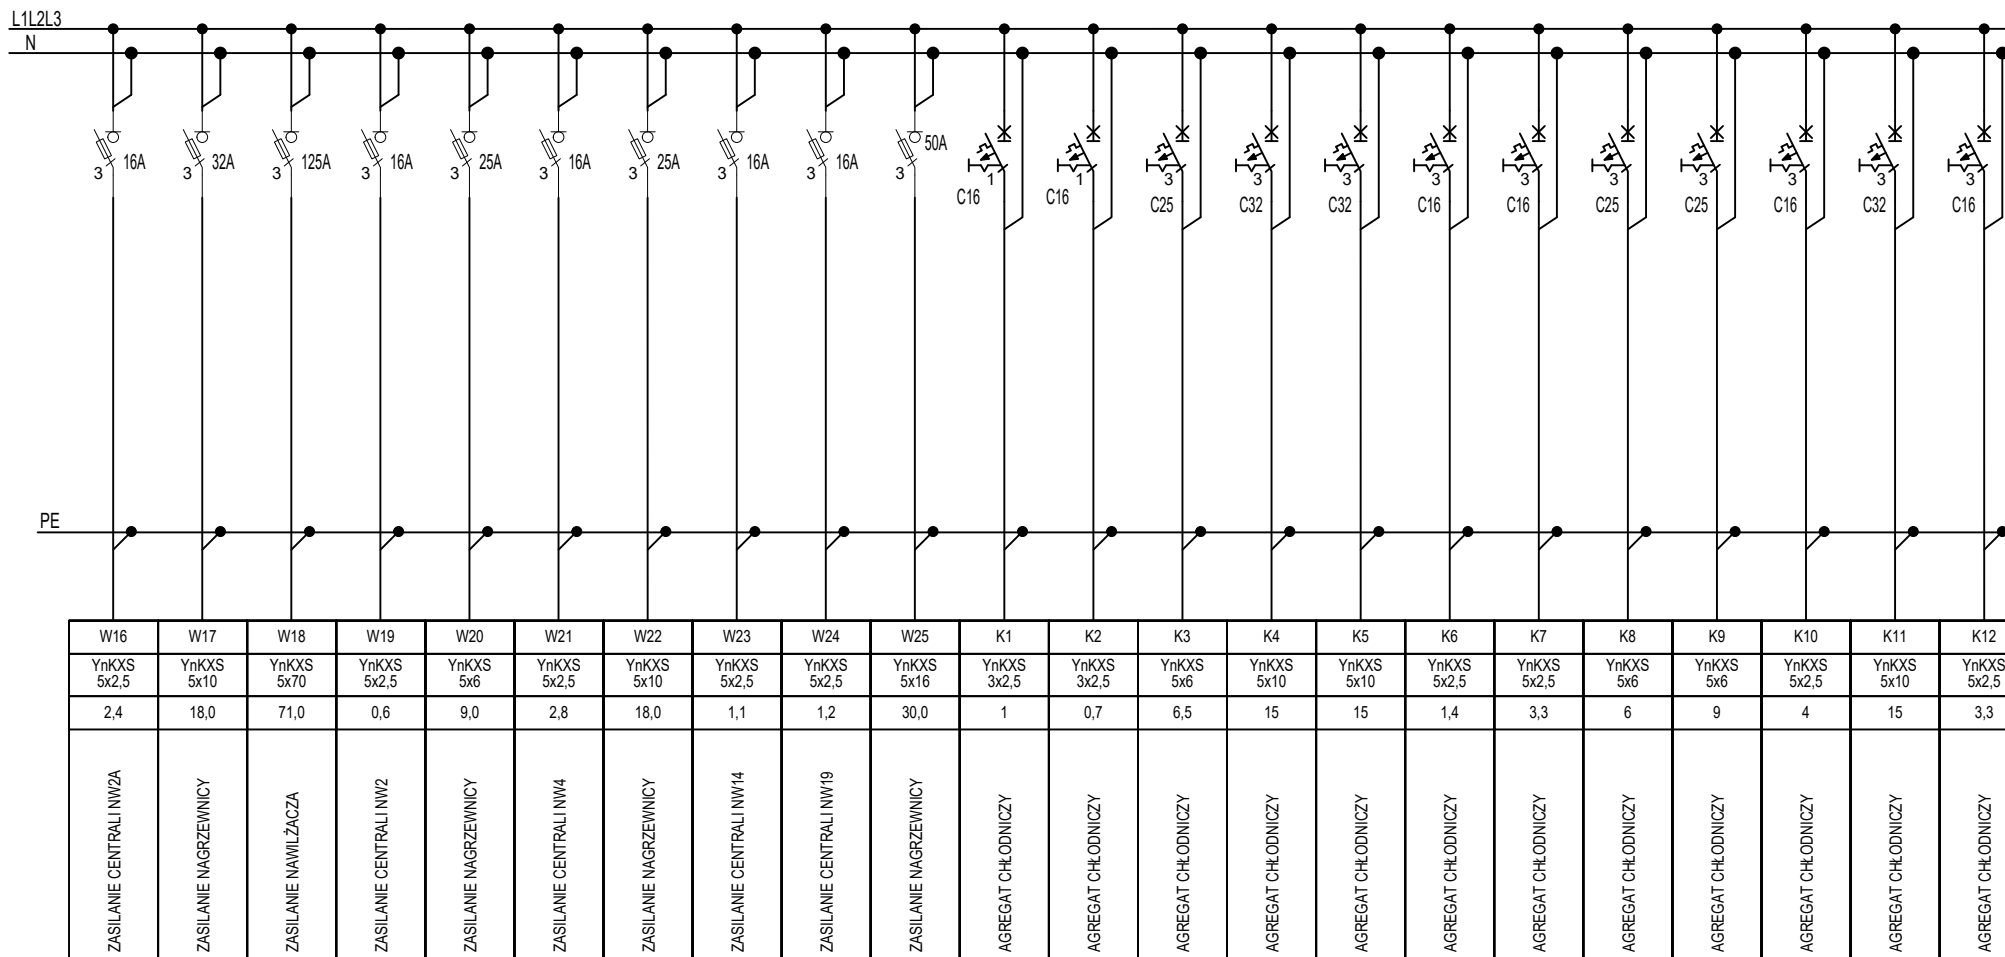 L1L2L3
N
16A 32A 125A 16A 25A 16A 25A 16A 16A 50A
3 3 3 3 3 3 3 3 3 3 1 1 3 3 3 3 3 3 3 3 3 3
C16 C16 C25 C32 C32 C16 C16 C25 C25 C16 C32 C16
PE
W16 W17 W18 W19 W20 W21 W22 W23 W24 W25 K1 K2 K3 K4 K5 K6 K7 K8 K9 K10 K11 K12
YnKXS YnKXS YnKXS YnKXS YnKXS YnKXS YnKXS YnKXS YnKXS YnKXS YnKXS YnKXS YnKXS YnKXS YnKXS YnKXS YnKXS YnKXS YnKXS YnKXS YnKXS YnKXS
5x2,5 5x10 5x70 5x2,5 5x6 5x2,5 5x10 5x2,5 5x2,5 5x16 3x2,5 3x2,5 5x6 5x10 5x10 5x2,5 5x2,5 5x6 5x6 5x2,5 5x10 5x2,5
2,4 18,0 71,0 0,6 9,0 2,8 18,0 1,1 1,2 30,0 1 0,7 6,5 15 15 1,4 3,3 6 9 4 15 3,3
ZASILANIE CENTRALI NW2A
ZASILANIE NAGRZEWNICY
ZASILANIE NAWILŻACZA
ZASILANIE CENTRALI NW2
ZASILANIE NAGRZEWNICY
ZASILANIE CENTRALI NW4
ZASILANIE NAGRZEWNICY
ZASILANIE CENTRALI NW14
ZASILANIE CENTRALI NW19
ZASILANIE NAGRZEWNICY
AGREGAT CHŁODNICZY
AGREGAT CHŁODNICZY
AGREGAT CHŁODNICZY
AGREGAT CHŁODNICZY
AGREGAT CHŁODNICZY
AGREGAT CHŁODNICZY
AGREGAT CHŁODNICZY
AGREGAT CHŁODNICZY
AGREGAT CHŁODNICZY
AGREGAT CHŁODNICZY
AGREGAT CHŁODNICZY
AGREGAT CHŁODNICZY